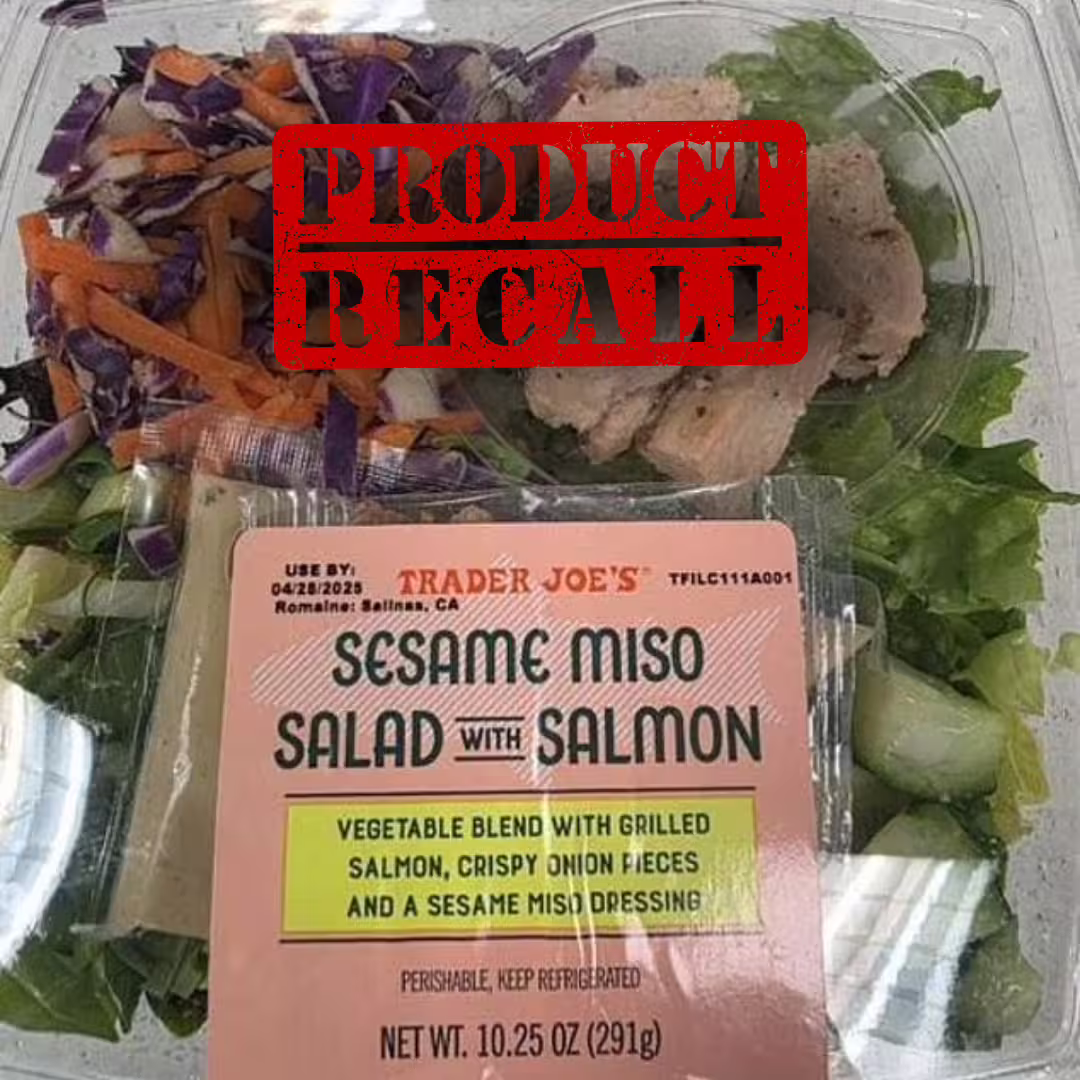 PRODUCT
RECALL
USE BY:
04/28/2025
Romaine: Salinas, CA
TRADER JOE'S™
TFILC111A001
SESAME MISO
SALAD WITH SALMON
VEGETABLE BLEND WITH GRILLED
SALMON, CRISPY ONION PIECES
AND A SESAME MISO DRESSING
PERISHABLE, KEEP REFRIGERATED
NET WT. 10.25 OZ (291g)